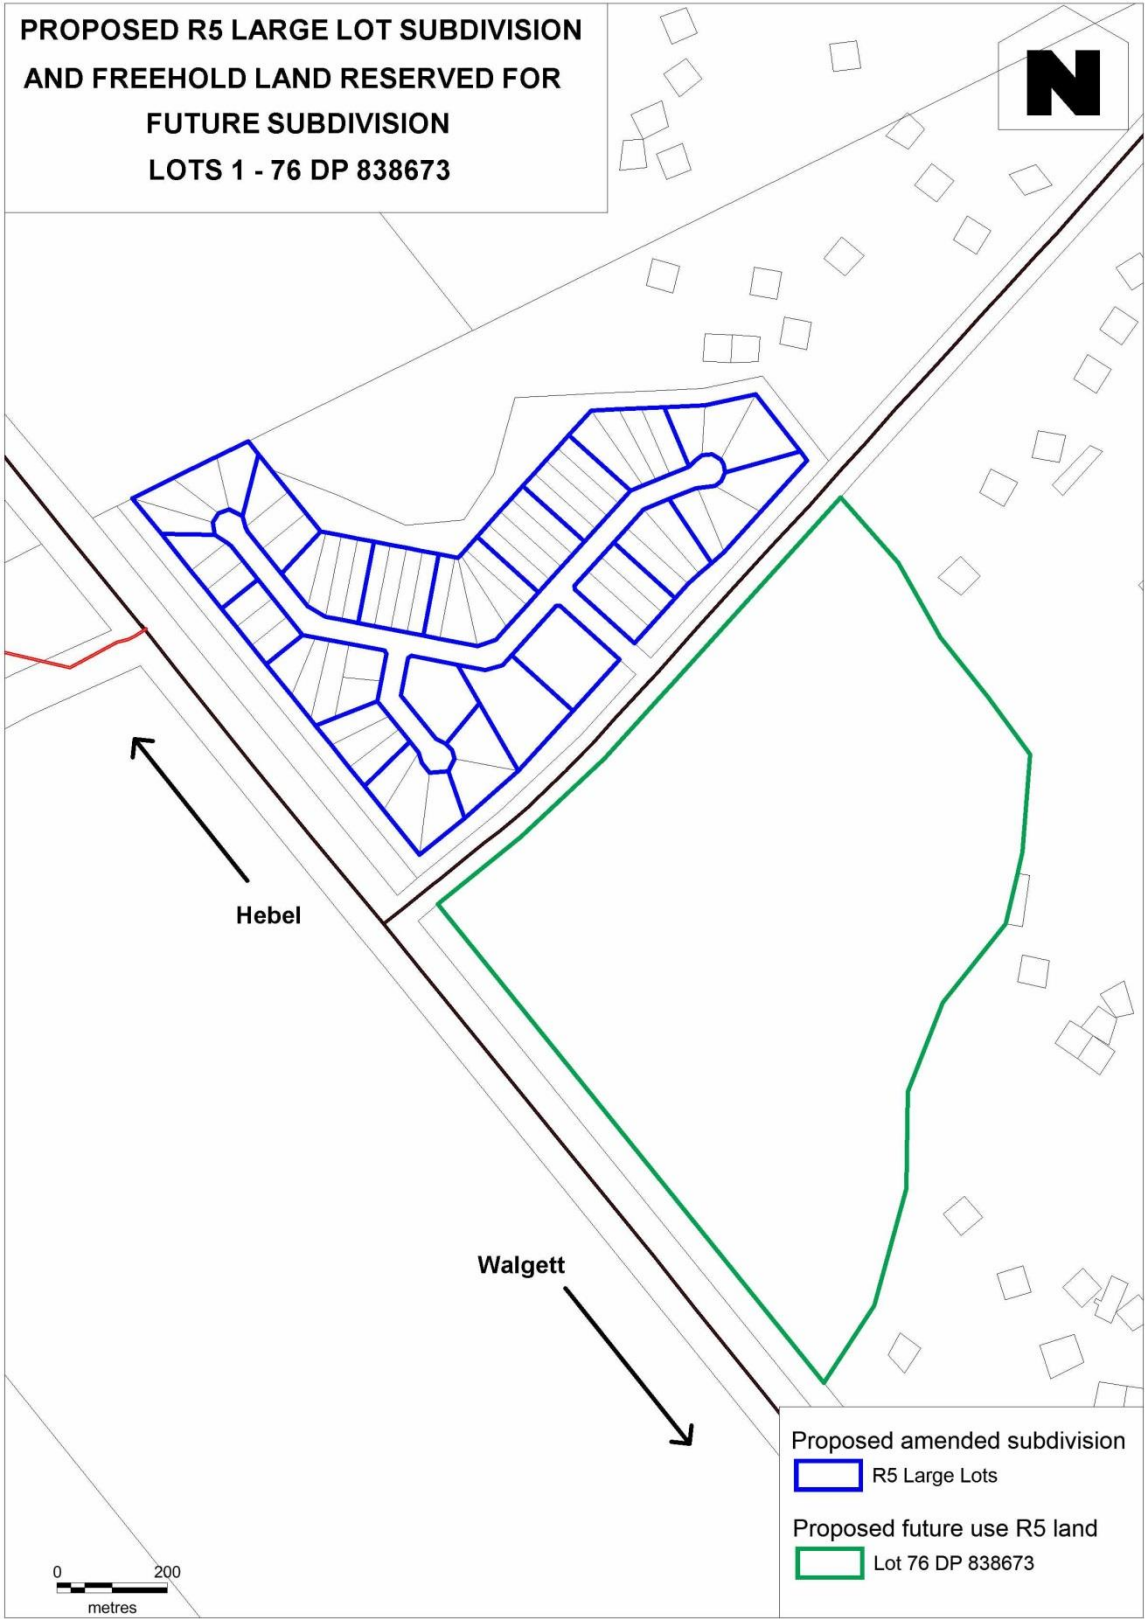 PROPOSED R5 LARGE LOT SUBDIVISION
AND FREEHOLD LAND RESERVED FOR
FUTURE SUBDIVISION
LOTS 1 - 76 DP 838673
N
Hebel
Walgett
Proposed amended subdivision
R5 Large Lots
Proposed future use R5 land
Lot 76 DP 838673
0 200
metres